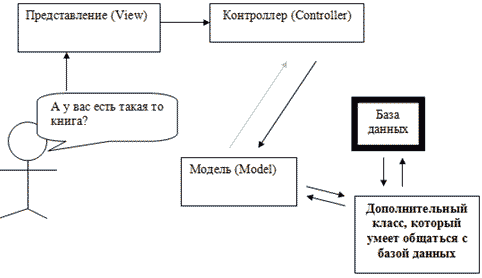 Представление (View)
Контроллер (Controller)
А у вас есть такая то
книга?
База
данных
Модель (Model)
Дополнительный
класс, который
умеет общаться с
базой данных